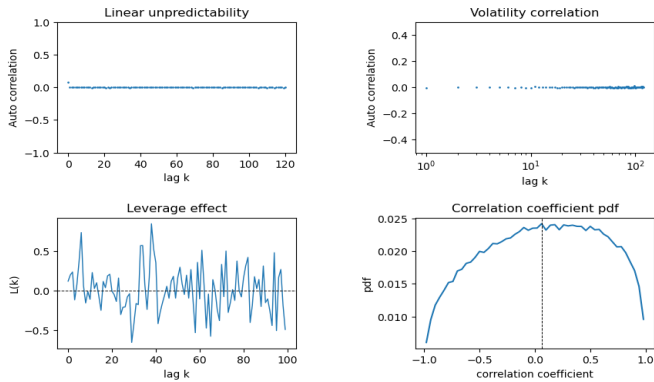 Linear unpredictability
1.0
0.5
0.0
−0.5
−1.0
Auto correlation
0 20 40 60 80 100 120
lag k
Volatility correlation
0.4
0.2
0.0
−0.2
−0.4
Auto correlation
10⁰ 10¹ 10²
lag k
Leverage effect
0.5
0.0
−0.5
L(k)
0 20 40 60 80 100
lag k
Correlation coefficient pdf
0.025
0.020
0.015
0.010
pdf
−1.0 −0.5 0.0 0.5 1.0
correlation coefficient